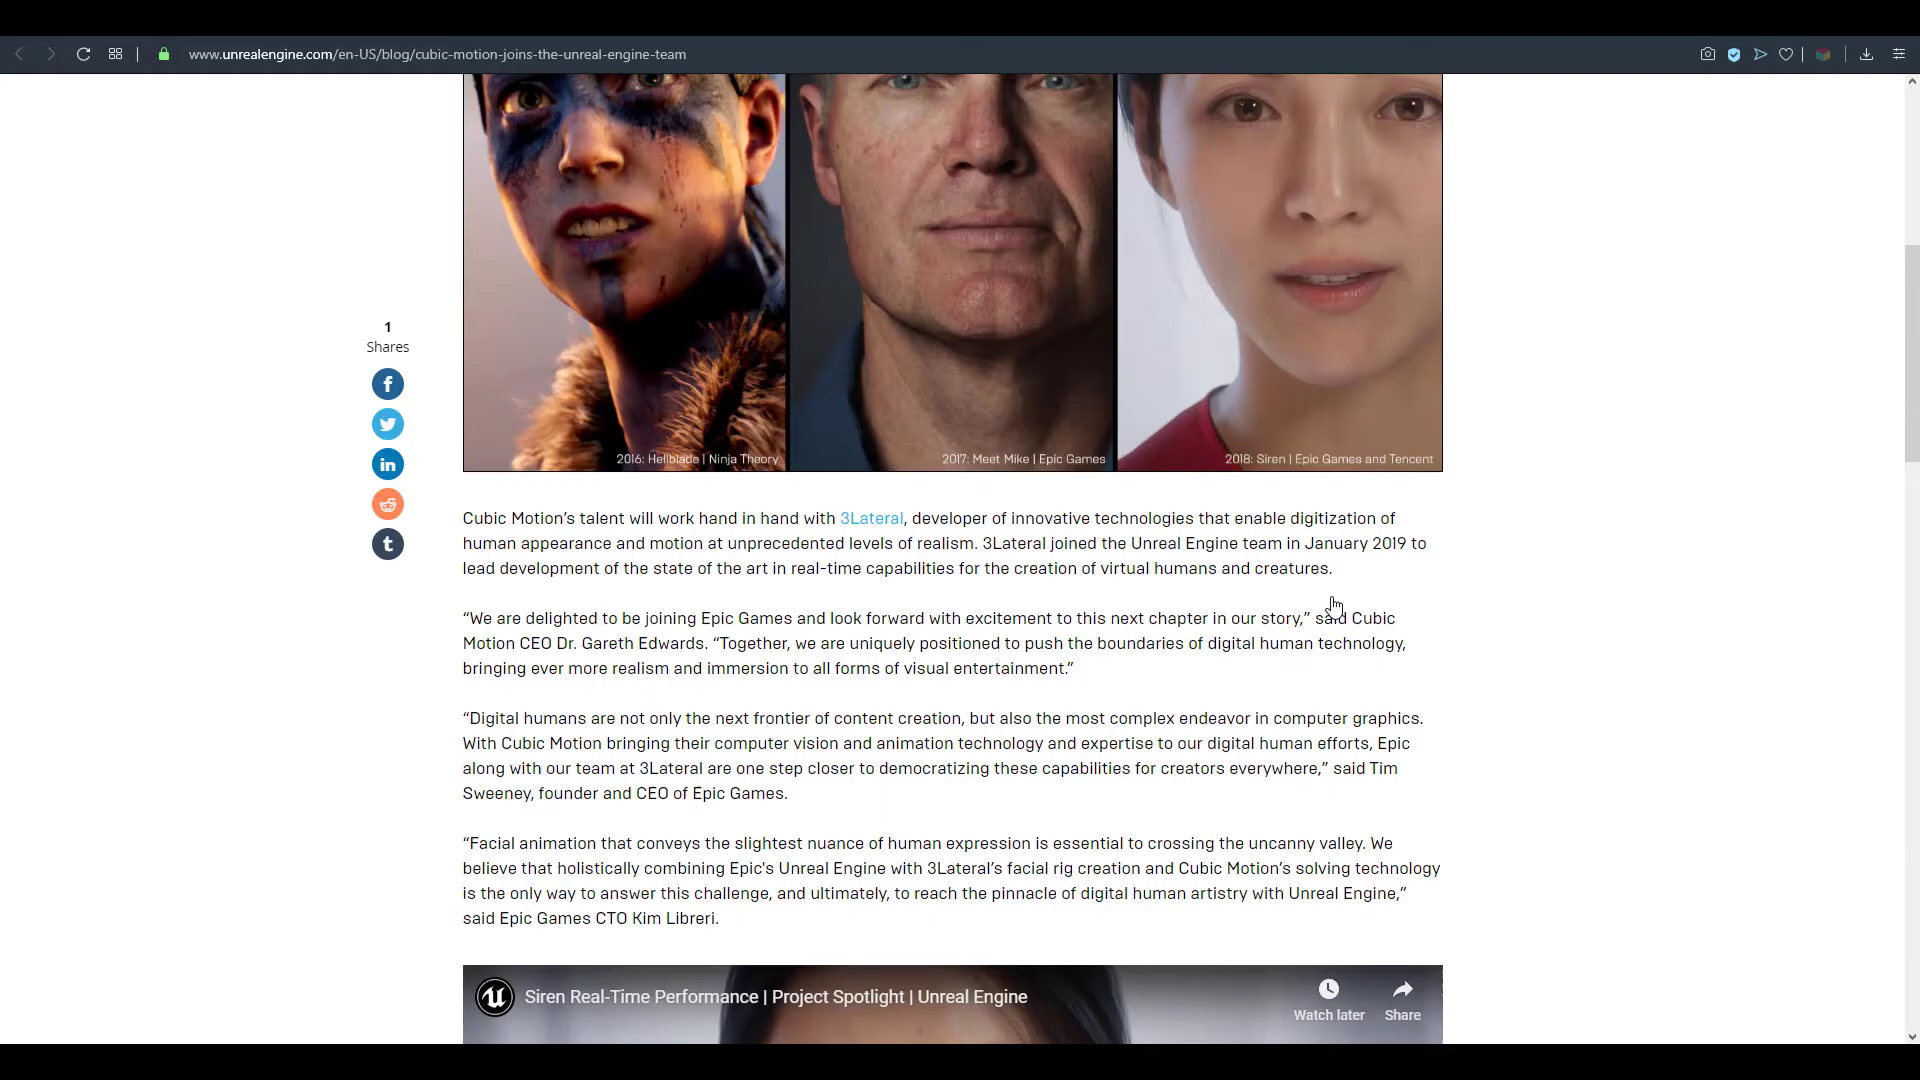 www.unrealengine.com/en-US/blog/cubic-motion-joins-the-unreal-engine-team
2016: Hellblade | Ninja Theory
2017: Meet Mike | Epic Games
2018: Siren | Epic Games and Tencent
1
Shares
Cubic Motion’s talent will work hand in hand with 3Lateral, developer of innovative technologies that enable digitization of
human appearance and motion at unprecedented levels of realism. 3Lateral joined the Unreal Engine team in January 2019 to
lead development of the state of the art in real-time capabilities for the creation of virtual humans and creatures.
“We are delighted to be joining Epic Games and look forward with excitement to this next chapter in our story,” said Cubic
Motion CEO Dr. Gareth Edwards. “Together, we are uniquely positioned to push the boundaries of digital human technology,
bringing ever more realism and immersion to all forms of visual entertainment.”
“Digital humans are not only the next frontier of content creation, but also the most complex endeavor in computer graphics.
With Cubic Motion bringing their computer vision and animation technology and expertise to our digital human efforts, Epic
along with our team at 3Lateral are one step closer to democratizing these capabilities for creators everywhere,” said Tim
Sweeney, founder and CEO of Epic Games.
“Facial animation that conveys the slightest nuance of human expression is essential to crossing the uncanny valley. We
believe that holistically combining Epic's Unreal Engine with 3Lateral’s facial rig creation and Cubic Motion’s solving technology
is the only way to answer this challenge, and ultimately, to reach the pinnacle of digital human artistry with Unreal Engine,”
said Epic Games CTO Kim Libreri.
Siren Real-Time Performance | Project Spotlight | Unreal Engine
Watch later
Share